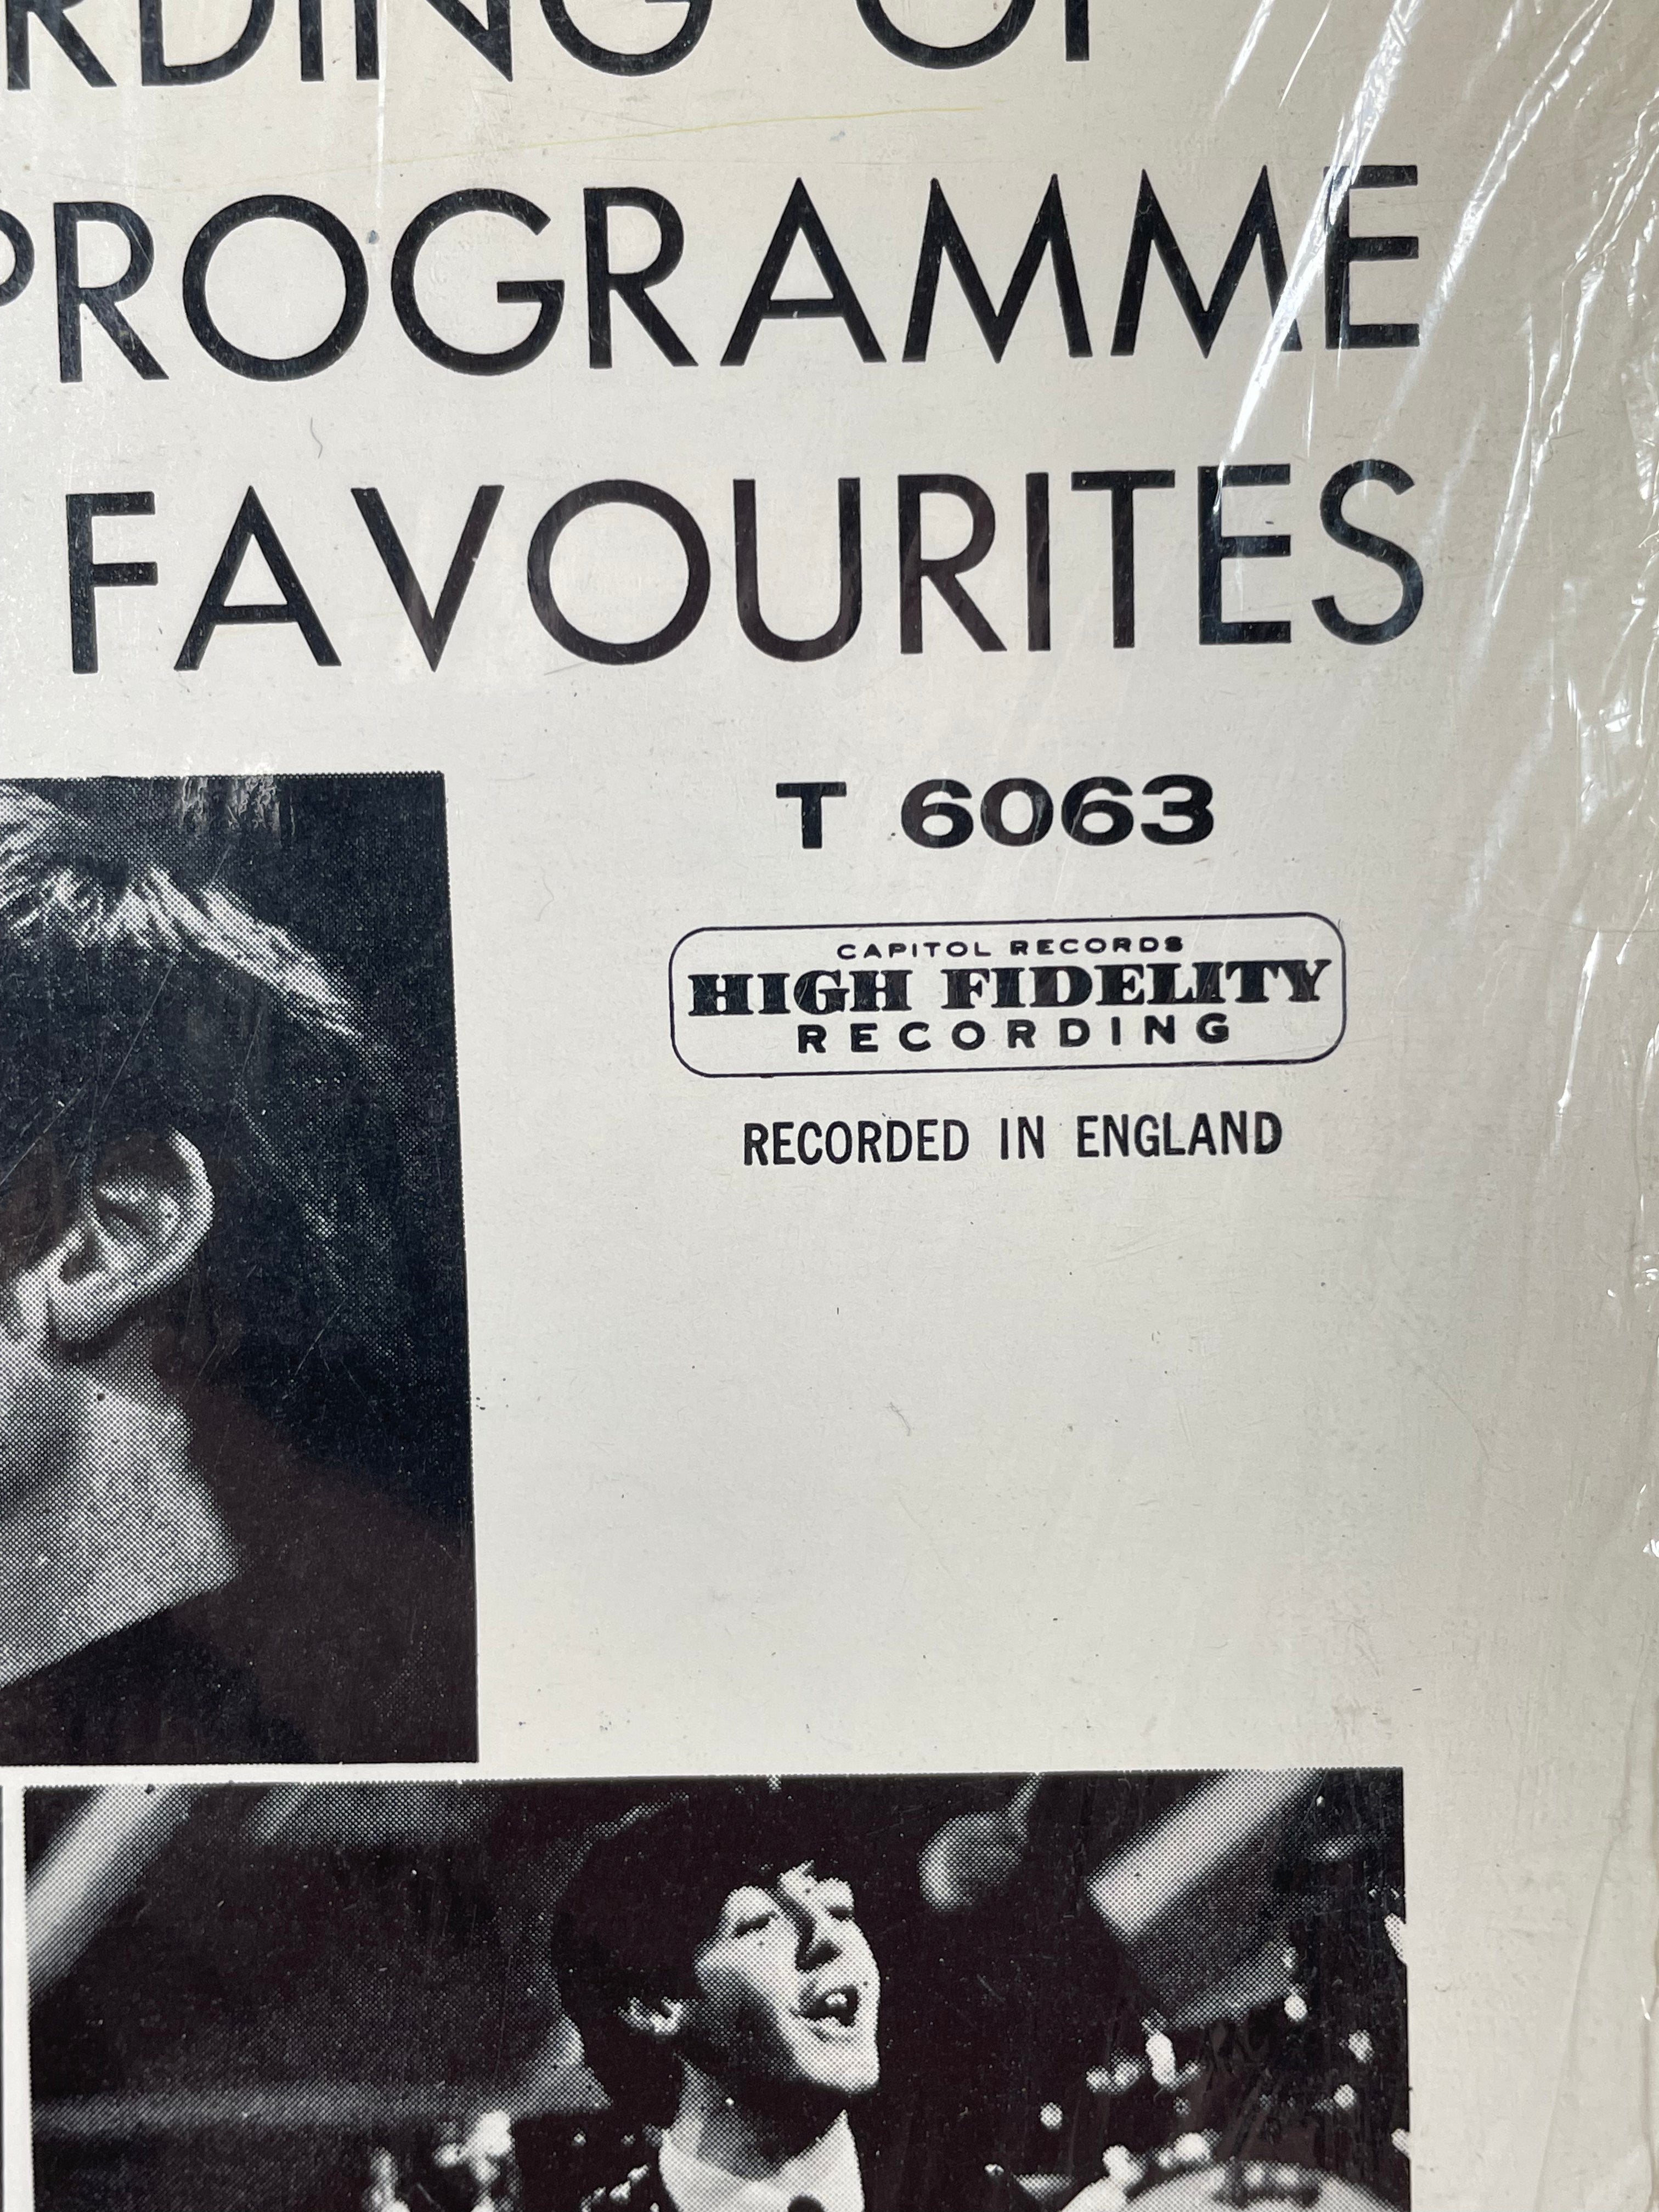 RDING OF
PROGRAMME
FAVOURITES
T 6063
CAPITOL RECORDS
HIGH FIDELITY
RECORDING
RECORDED IN ENGLAND